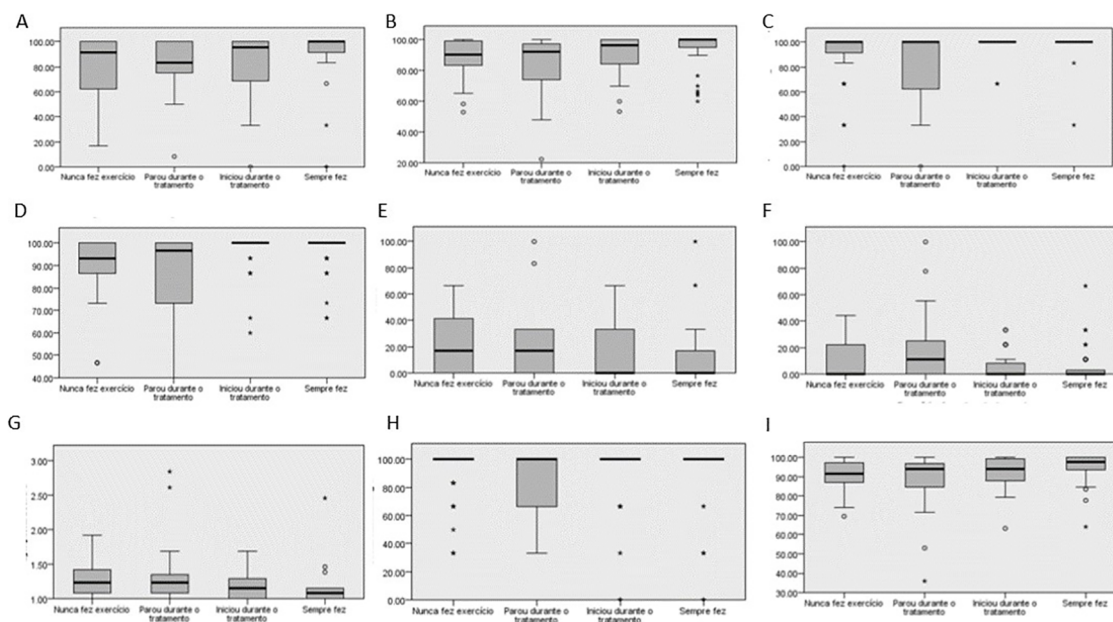 A
B
C
100.00
80.00
60.00
40.00
20.00
0.00
Nunca fez exercício
Parou durante o
tratamento
Iniciou durante o
tratamento
Sempre fez
100.00
80.00
60.00
40.00
20.00
Nunca fez exercício
Parou durante o
tratamento
Iniciou durante o
tratamento
Sempre fez
100.00
80.00
60.00
40.00
20.00
0.00
Nunca fez exercício
Parou durante o
tratamento
Iniciou durante o
tratamento
Sempre fez
D
E
F
100.00
90.00
80.00
70.00
60.00
50.00
40.00
Nunca fez exercício
Parou durante o
tratamento
Iniciou durante o
tratamento
Sempre fez
100.00
80.00
60.00
40.00
20.00
0.00
Nunca fez exercício
Parou durante o
tratamento
Iniciou durante o
tratamento
Sempre fez
100.00
80.00
60.00
40.00
20.00
0.00
Nunca fez exercício
Parou durante o
tratamento
Iniciou durante o
tratamento
Sempre fez
G
H
I
3.00
2.50
2.00
1.50
1.00
Nunca fez exercício
Parou durante o
tratamento
Iniciou durante o
tratamento
Sempre fez
100.00
80.00
60.00
40.00
20.00
0.00
Nunca fez exercício
Parou durante o
tratamento
Iniciou durante o
tratamento
Sempre fez
100.00
90.00
80.00
70.00
60.00
50.00
40.00
30.00
Nunca fez exercício
Parou durante o
tratamento
Iniciou durante o
tratamento
Sempre fez